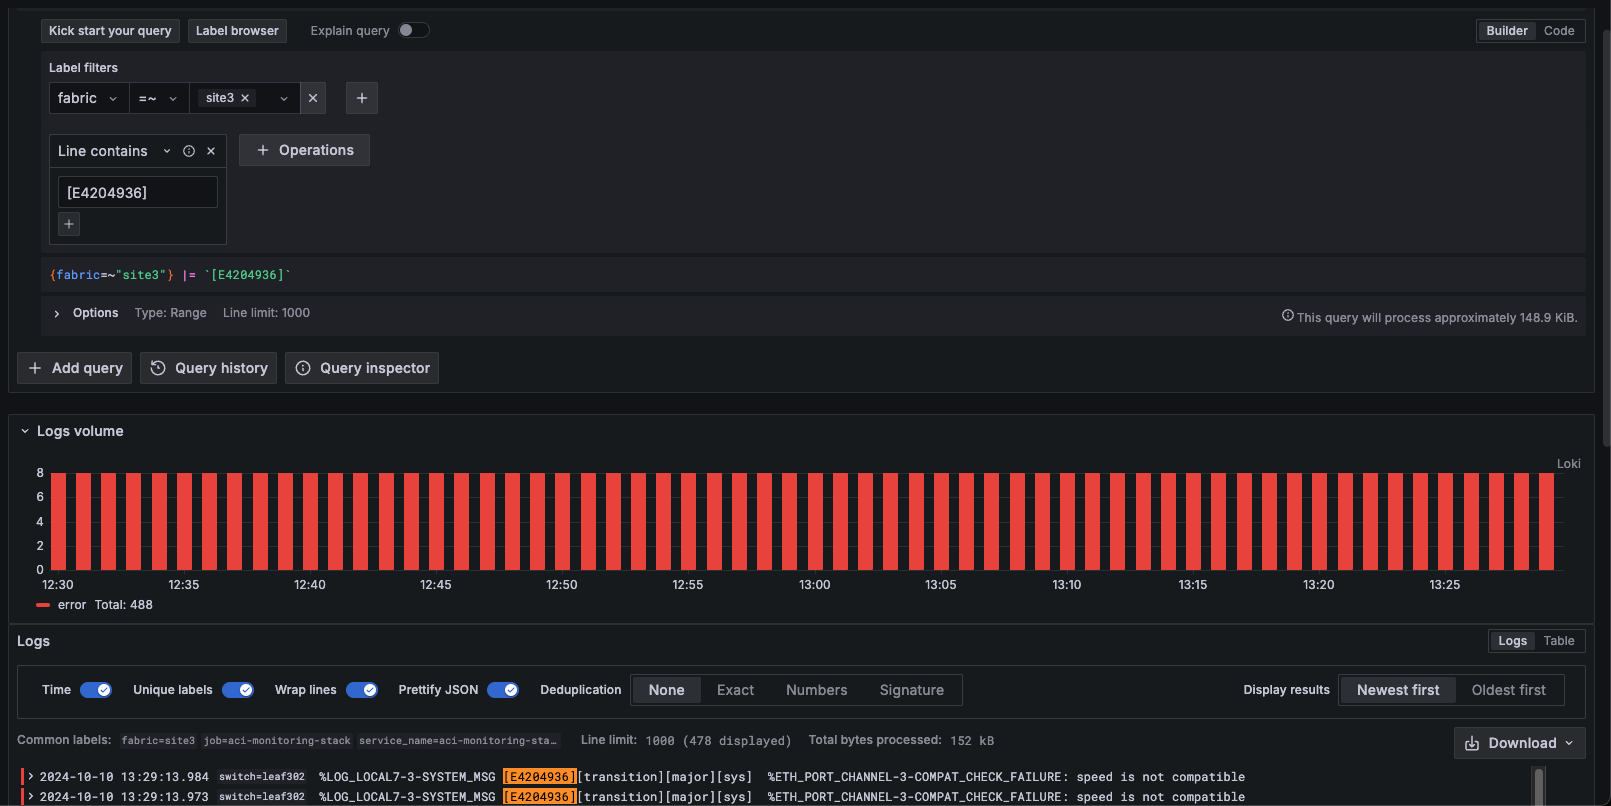 Kick start your query Label browser Explain query Builder Code
Label filters
fabric =~ site3
Line contains Operations
[E4204936]
{fabric=~"site3"} |= `[E4204936]`
Options Type: Range Line limit: 1000 This query will process approximately 148.9 KiB.
Add query Query history Query inspector
Logs volume
Loki
8
6
4
2
0
12:30 12:35 12:40 12:45 12:50 12:55 13:00 13:05 13:10 13:15 13:20 13:25
error Total: 488
Logs Logs Table
Time Unique labels Wrap lines Prettify JSON Deduplication None Exact Numbers Signature Display results Newest first Oldest first
Common labels: fabric=site3 job=aci-monitoring-stack service_name=aci-monitoring-sta… Line limit: 1000 (478 displayed) Total bytes processed: 152 kB Download
2024-10-10 13:29:13.984 switch=leaf302 %LOG_LOCAL7-3-SYSTEM_MSG [E4204936][transition][major][sys] %ETH_PORT_CHANNEL-3-COMPAT_CHECK_FAILURE: speed is not compatible
2024-10-10 13:29:13.973 switch=leaf302 %LOG_LOCAL7-3-SYSTEM_MSG [E4204936][transition][major][sys] %ETH_PORT_CHANNEL-3-COMPAT_CHECK_FAILURE: speed is not compatible